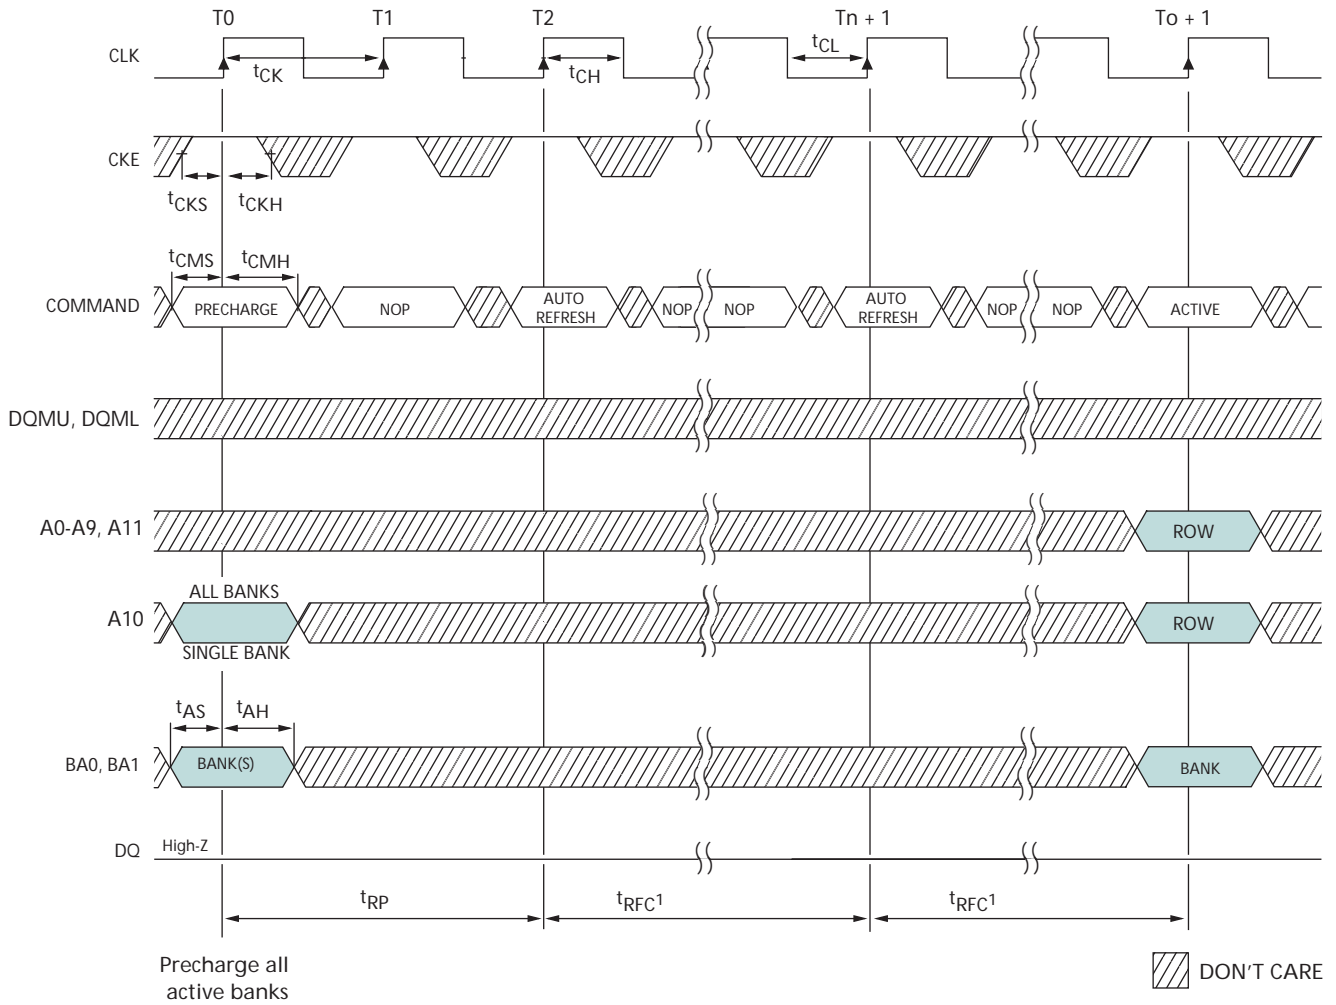 T0 T1 T2 Tn + 1 To + 1
CLK
tCK tCH tCL
CKE
tCKS tCKH
tCMS tCMH
COMMAND PRECHARGE NOP AUTO REFRESH NOP NOP AUTO REFRESH NOP NOP ACTIVE
DQMU, DQML
A0-A9, A11 ROW
ALL BANKS
A10 ROW
SINGLE BANK
tAS tAH
BA0, BA1 BANK(S) BANK
DQ High-Z
tRP tRFC1 tRFC1
Precharge all
active banks
DON'T CARE